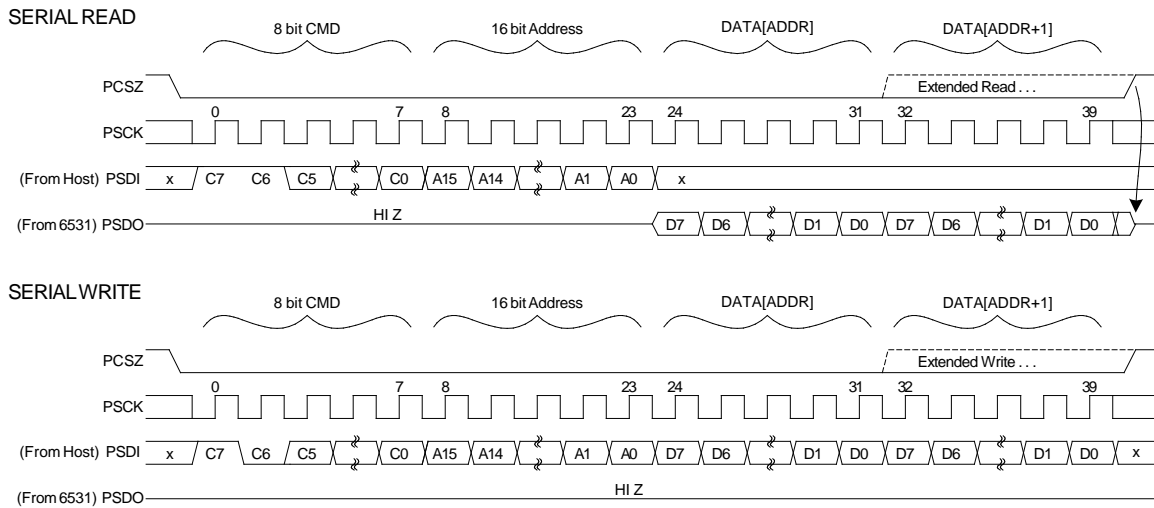 SERIAL READ
8 bit CMD 16 bit Address DATA[ADDR] DATA[ADDR+1]
PCSZ Extended Read . . .
0 7 8 23 24 31 32 39
PSCK
(From Host) PSDI x C7 C6 C5 C0 A15 A14 A1 A0 x
HI Z
(From 6531) PSDO D7 D6 D1 D0 D7 D6 D1 D0
SERIAL WRITE
8 bit CMD 16 bit Address DATA[ADDR] DATA[ADDR+1]
PCSZ Extended Write . . .
0 7 8 23 24 31 32 39
PSCK
(From Host) PSDI x C7 C6 C5 C0 A15 A14 A1 A0 D7 D6 D1 D0 D7 D6 D1 D0 x
HI Z
(From 6531) PSDO